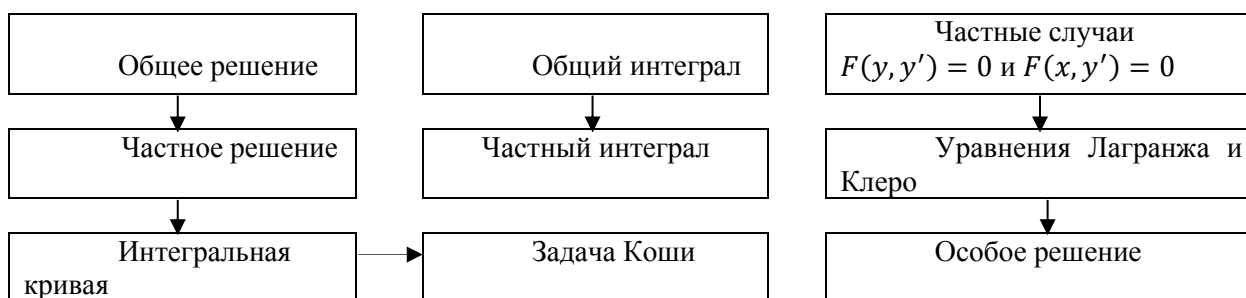 Общее решение
Общий интеграл
Частные случаи
F(y, y′) = 0 и F(x, y′) = 0
Частное решение
Частный интеграл
Уравнения Лагранжа и
Клеро
Интегральная
кривая
Задача Коши
Особое решение